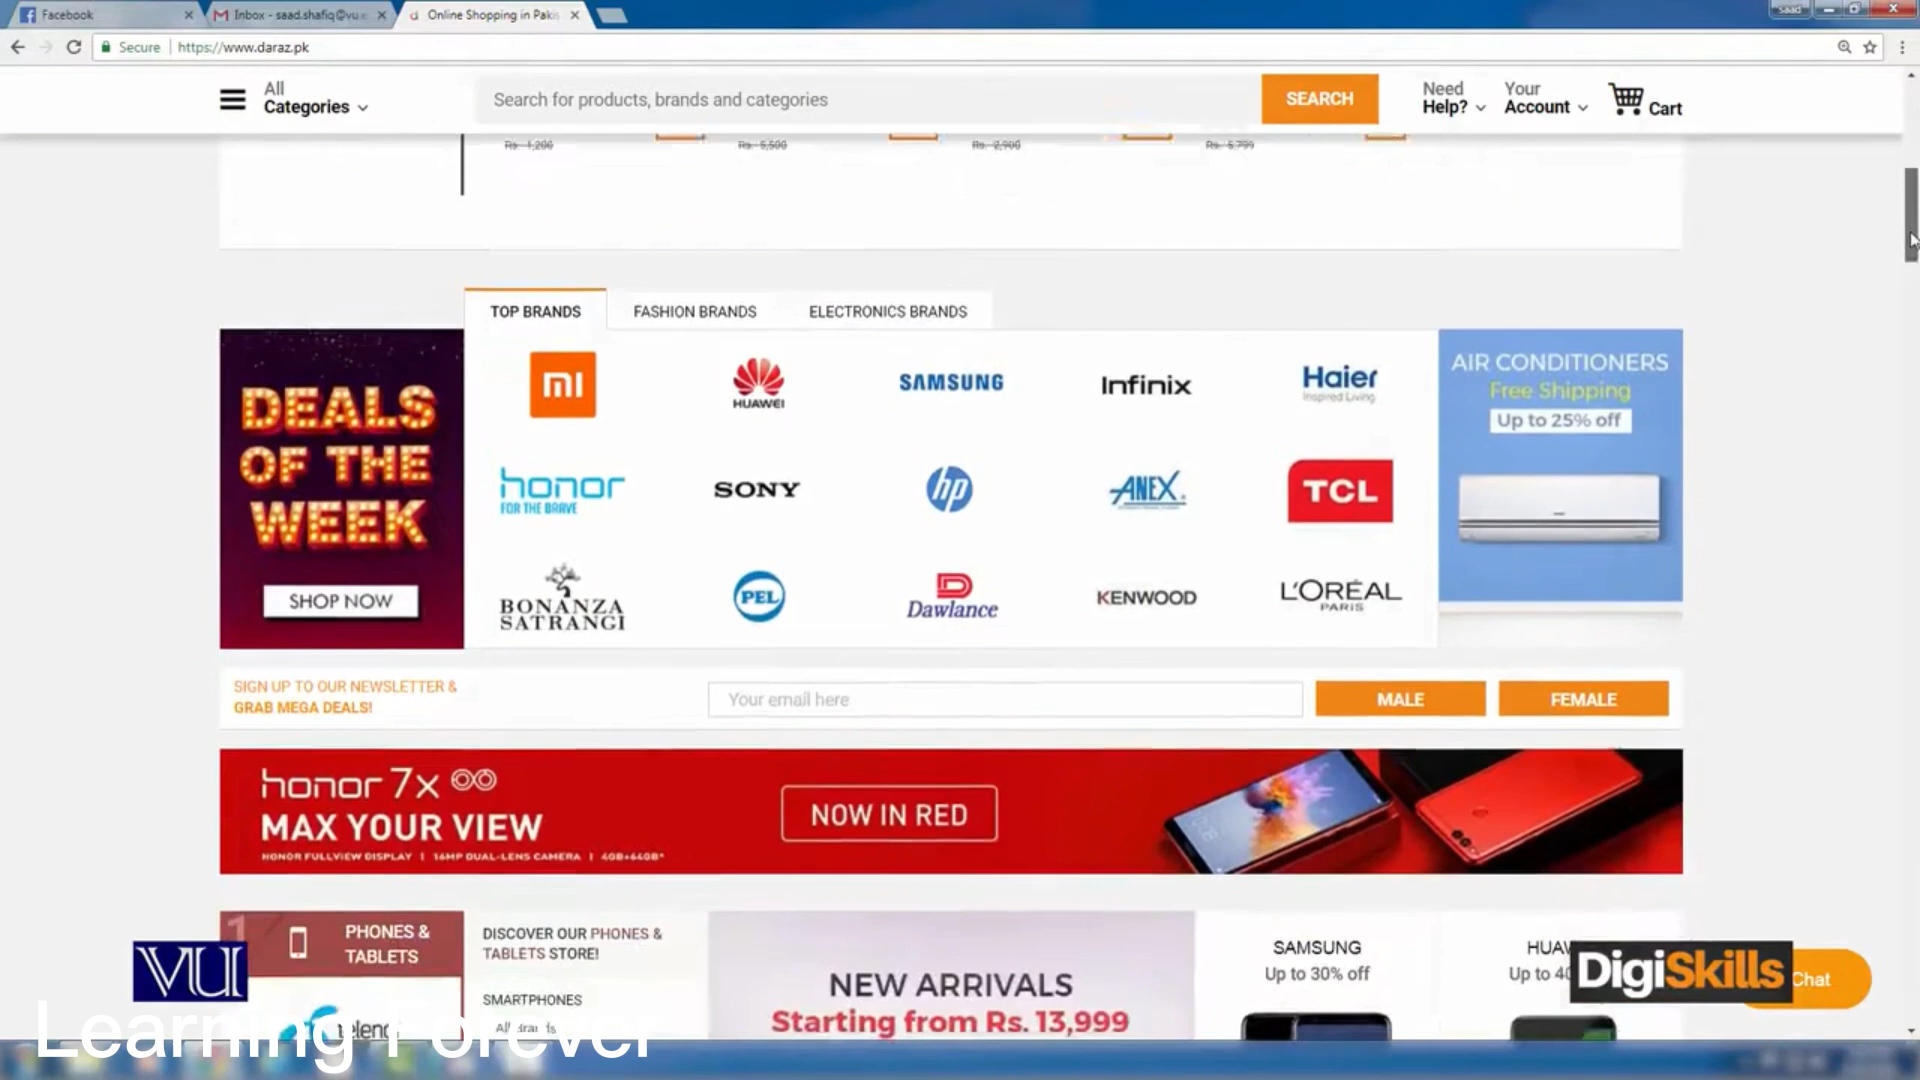 Facebook
Inbox - saad.shafiq@vu.e
Online Shopping in Pakis
saad
Secure
https://www.daraz.pk
All
Categories
Search for products, brands and categories
SEARCH
Need
Help?
Your
Account
Cart
Rs. 1,200
Rs. 5,500
Rs. 2,900
Rs. 5,799
TOP BRANDS
FASHION BRANDS
ELECTRONICS BRANDS
DEALS
OF THE
WEEK
SHOP NOW
mi
HUAWEI
SAMSUNG
Infinix
Haier
Inspired Living
honor
FOR THE BRAVE
SONY
hp
ANEX
TCL
BONANZA
SATRANGI
PEL
Dawlance
KENWOOD
L'ORÉAL
PARIS
AIR CONDITIONERS
Free Shipping
Up to 25% off
SIGN UP TO OUR NEWSLETTER &
GRAB MEGA DEALS!
Your email here
MALE
FEMALE
honor 7x
MAX YOUR VIEW
HONOR FULLVIEW DISPLAY | 16MP DUAL-LENS CAMERA | 4GB+64GB*
NOW IN RED
1
PHONES &
TABLETS
DISCOVER OUR PHONES &
TABLETS STORE!
SMARTPHONES
All Brands
NEW ARRIVALS
Starting from Rs. 13,999
SAMSUNG
Up to 30% off
HUAW
Up to 40
Chat
VU
DigiSkills
Learning Forever